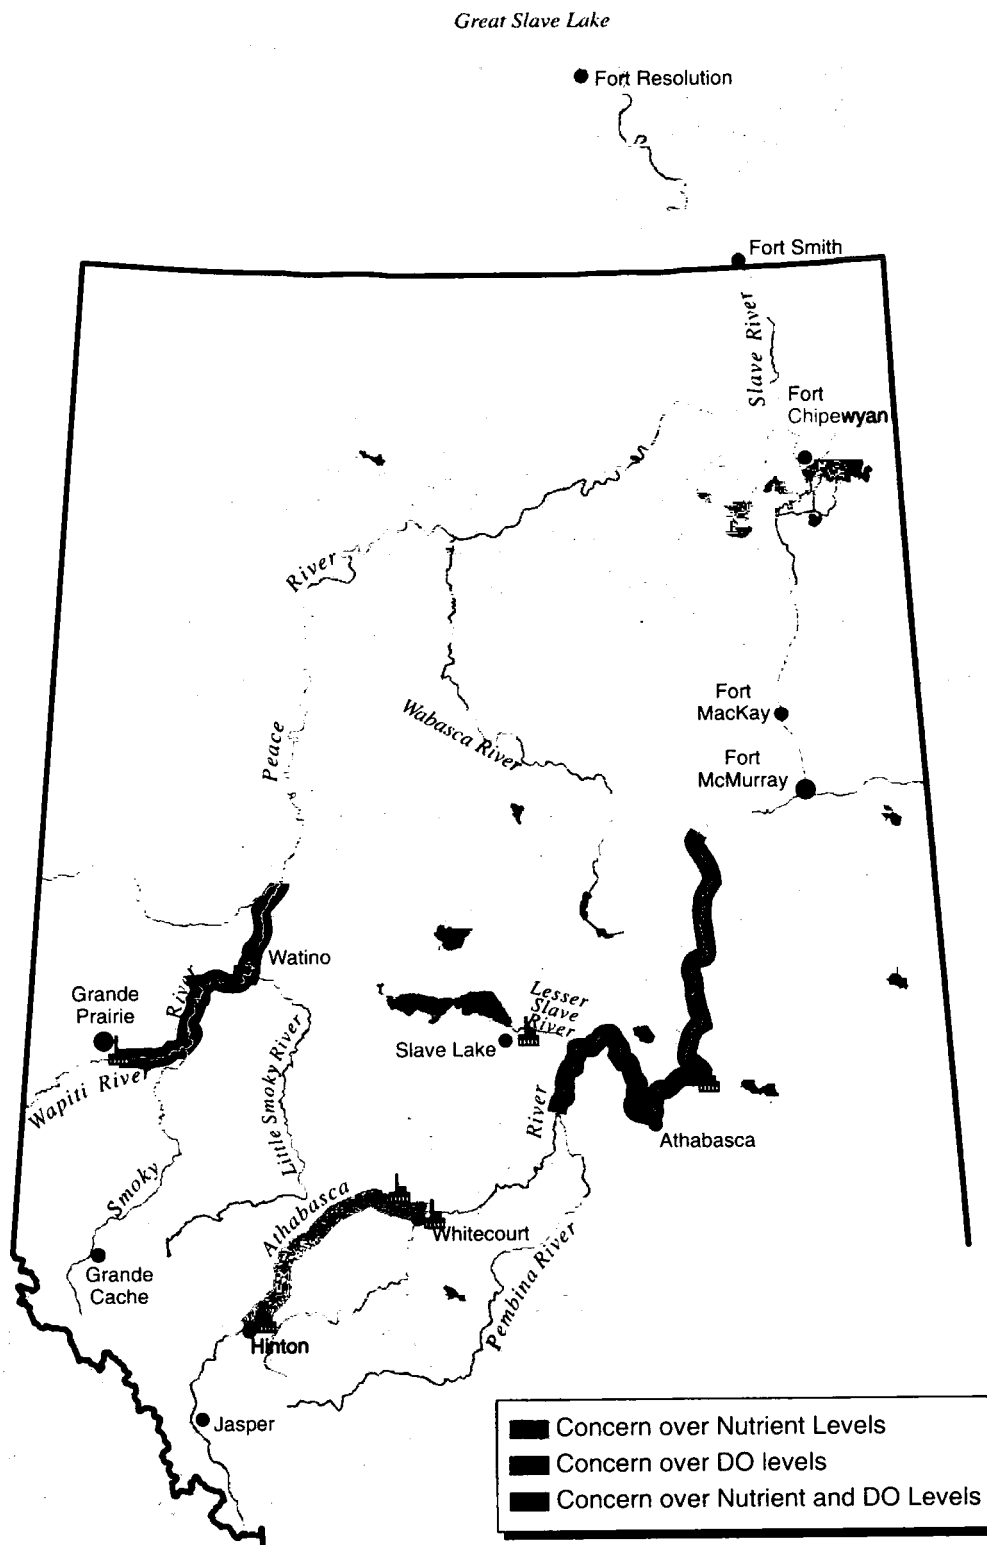 Great Slave Lake
Fort Resolution
Fort Smith
Slave River
Fort
Chipewyan
River
Peace
Wabasca River
Fort
MacKay
Fort
McMurray
Watino
River
Grande
Prairie
Wapiti River
Smoky
Little Smoky River
Lesser
Slave
River
Slave Lake
River
Athabasca
Athabasca
Whitecourt
Pembina River
Grande
Cache
Hinton
Jasper
Concern over Nutrient Levels
Concern over DO levels
Concern over Nutrient and DO Levels